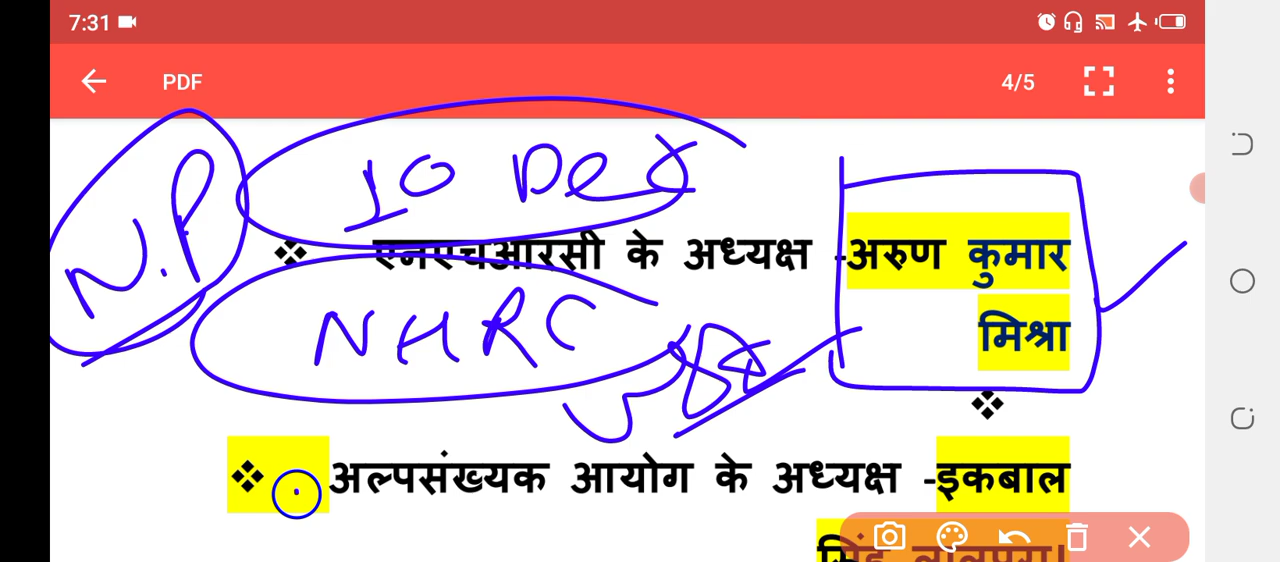 7:31
PDF
4/5
N.P
10 Dec
❖ एनएचआरसी के अध्यक्ष -अरुण कुमार
मिश्रा
NHRC
❖
❖ अल्पसंख्यक आयोग के अध्यक्ष -इकबाल
सिंह लालपुरा।